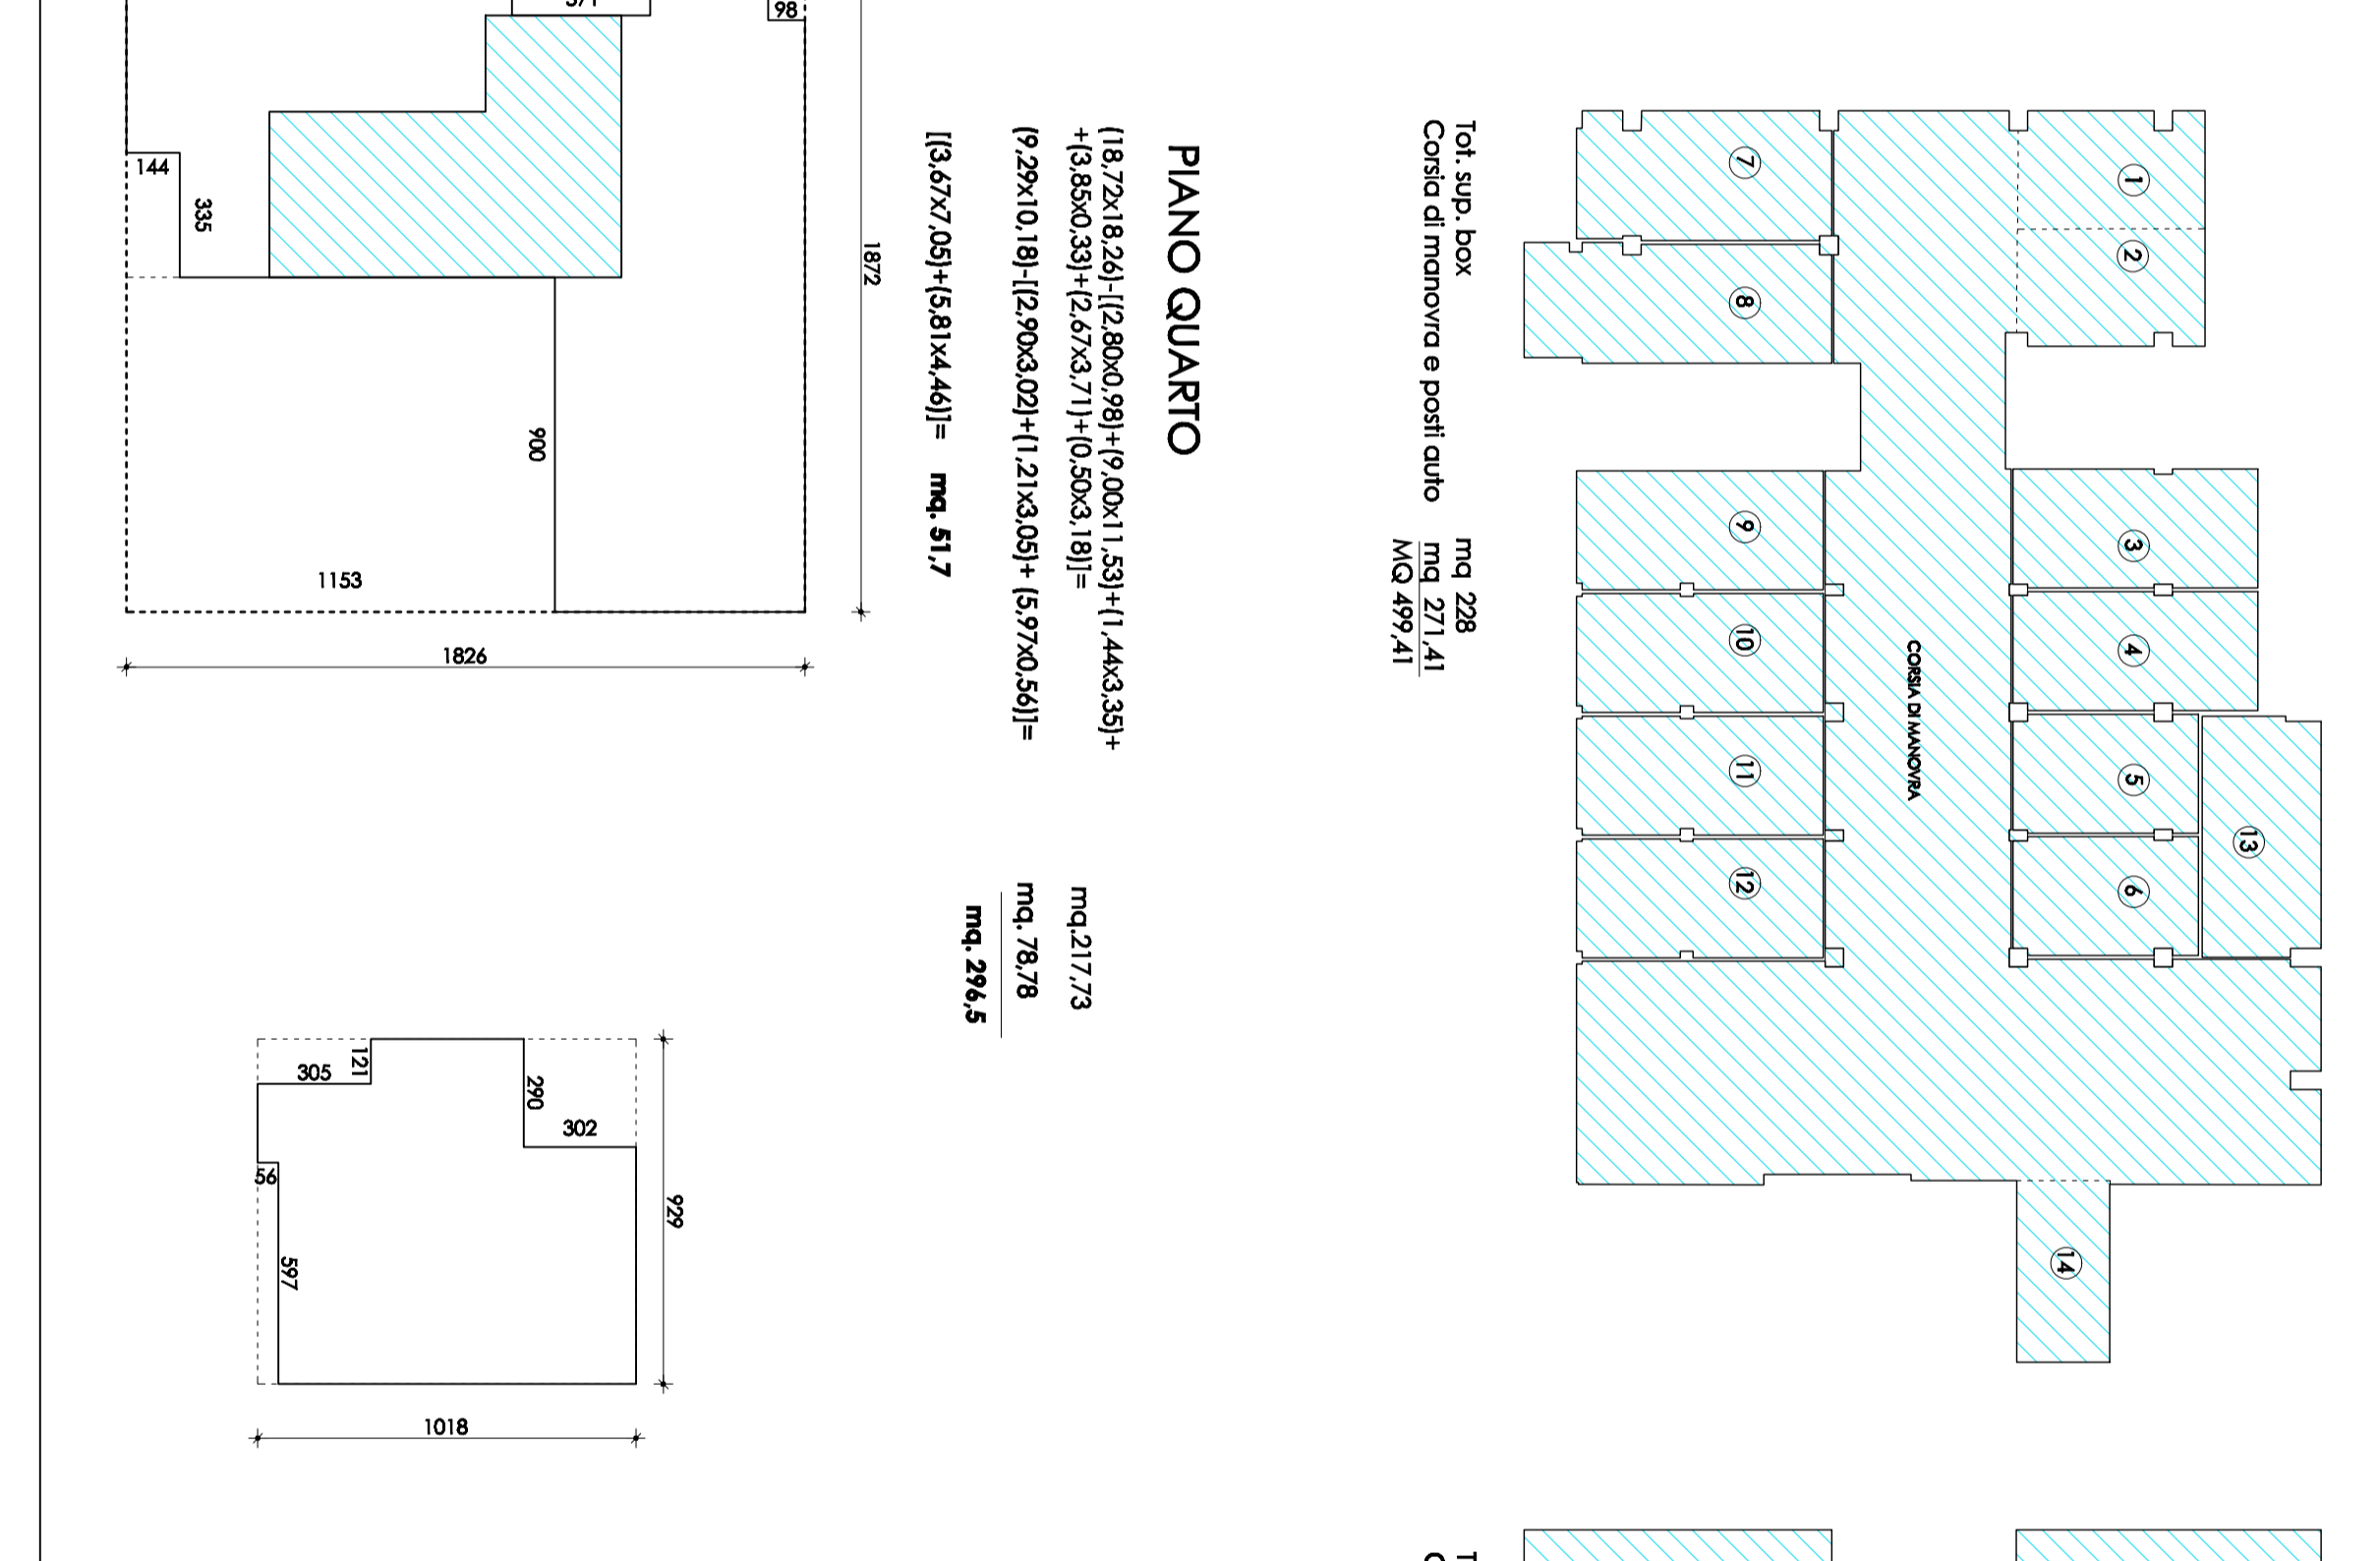 Tot. sup. box mq 228
Corsia di manovra e posti auto mq 271,41
MQ 499,41
1
2
3
4
5
6
7
8
9
10
11
12
13
14
CORSIA DI MANOVRA
PIANO QUARTO
(18,72x18,26)-[(2,80x0,98)+(9,00x11,53)+(1,44x3,35)+
+(3,85x0,33)+(2,67x3,71)+(0,50x3,18)]= mq.217,73
(9,29x10,18)-[(2,90x3,02)+(1,21x3,05)+ (5,97x0,56)]= mq. 78,78
mq. 296,5
[(3,67x7,05)+(5,81x4,46)]= mq. 51,7
98
1872
144
335
900
1153
1826
121
305
290
302
56
597
929
1018